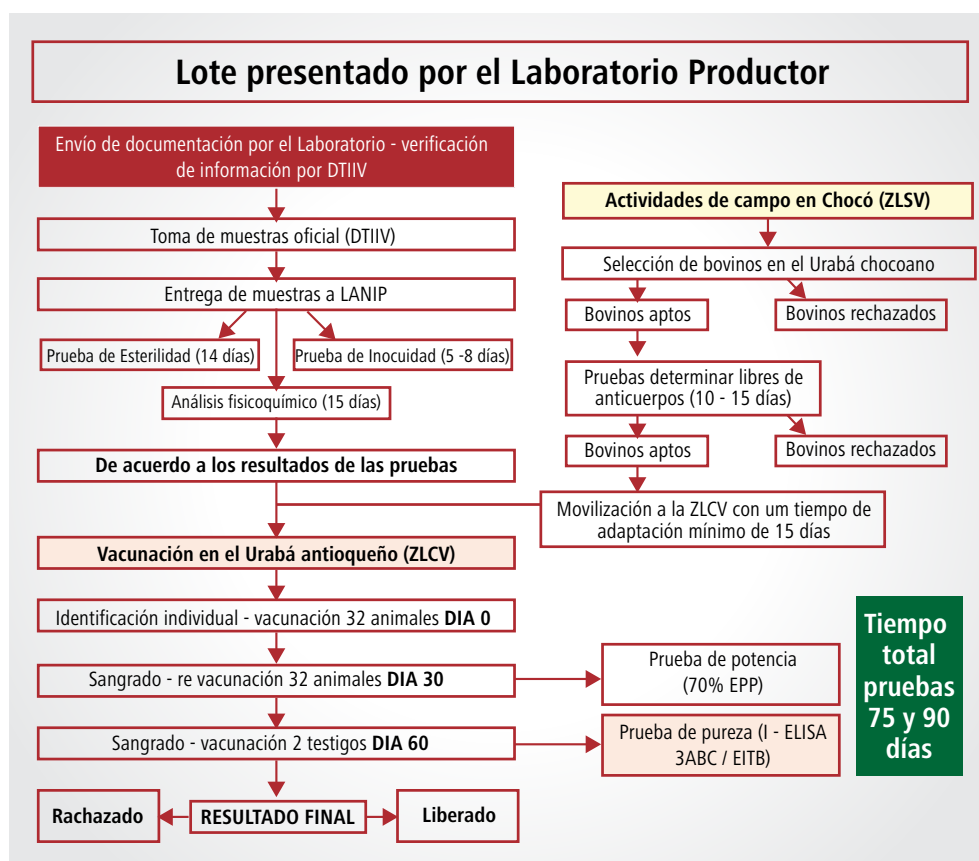 Lote presentado por el Laboratorio Productor
Envío de documentación por el Laboratorio - verificación
de información por DTIIV
Toma de muestras oficial (DTIIV)
Entrega de muestras a LANIP
Prueba de Esterilidad (14 días)
Prueba de Inocuidad (5 -8 días)
Análisis fisicoquímico (15 días)
De acuerdo a los resultados de las pruebas
Actividades de campo en Chocó (ZLSV)
Selección de bovinos en el Urabá chocoano
Bovinos aptos
Bovinos rechazados
Pruebas determinar libres de
anticuerpos (10 - 15 días)
Bovinos aptos
Bovinos rechazados
Movilización a la ZLCV con um tiempo de
adaptación mínimo de 15 días
Vacunación en el Urabá antioqueño (ZLCV)
Identificación individual - vacunación 32 animales DIA 0
Sangrado - re vacunación 32 animales DIA 30
Prueba de potencia
(70% EPP)
Sangrado - vacunación 2 testigos DIA 60
Prueba de pureza (I - ELISA
3ABC / EITB)
Tiempo
total
pruebas
75 y 90
días
Rachazado
RESULTADO FINAL
Liberado